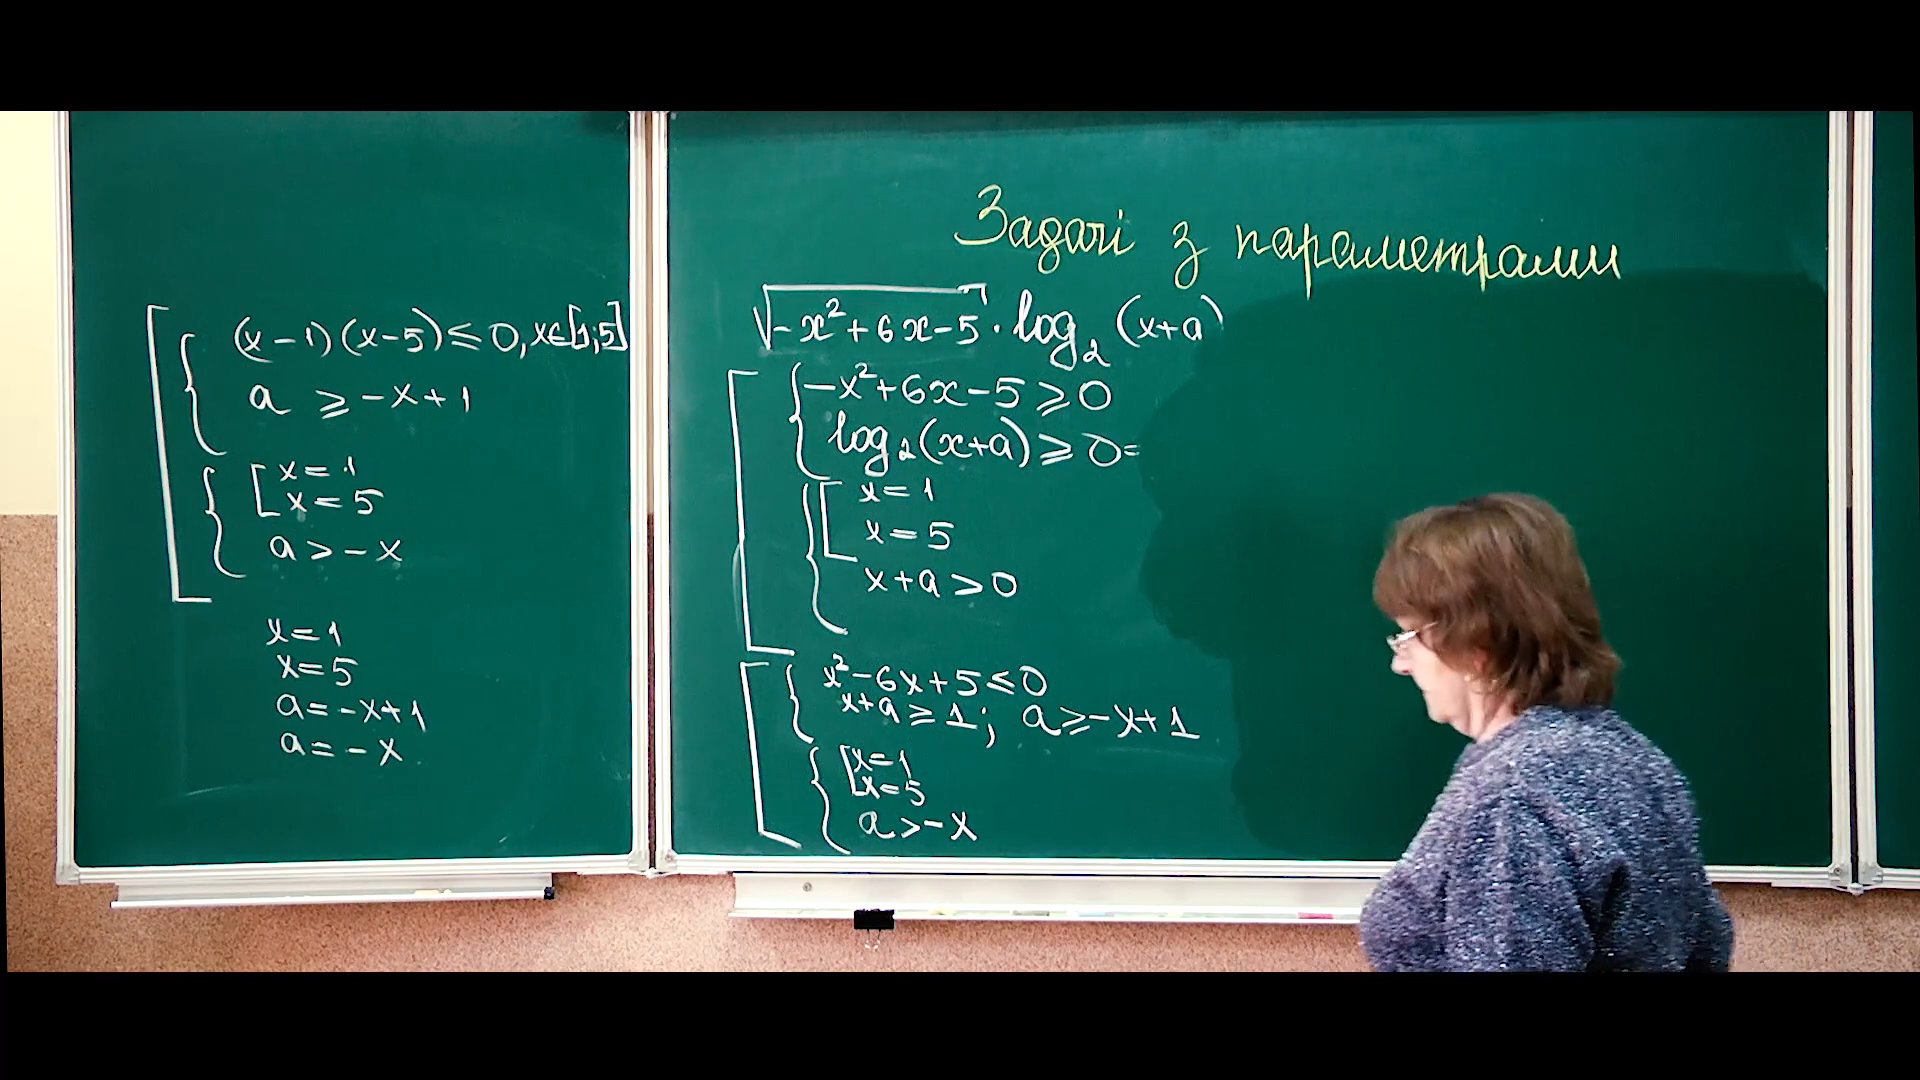 (x-1)(x-5)≤0, x∈[1;5]
a ≥ -x+1
x=1
x=5
a>-x
x=1
x=5
a=-x+1
a=-x
Задачі з параметрами
√-x²+6x-5 · log₂(x+a)
-x²+6x-5≥0
log₂(x+a)≥0=
x=1
x=5
x+a>0
x²-6x+5≤0
x+a≥1; a≥-x+1
x=1
x=5
a>-x